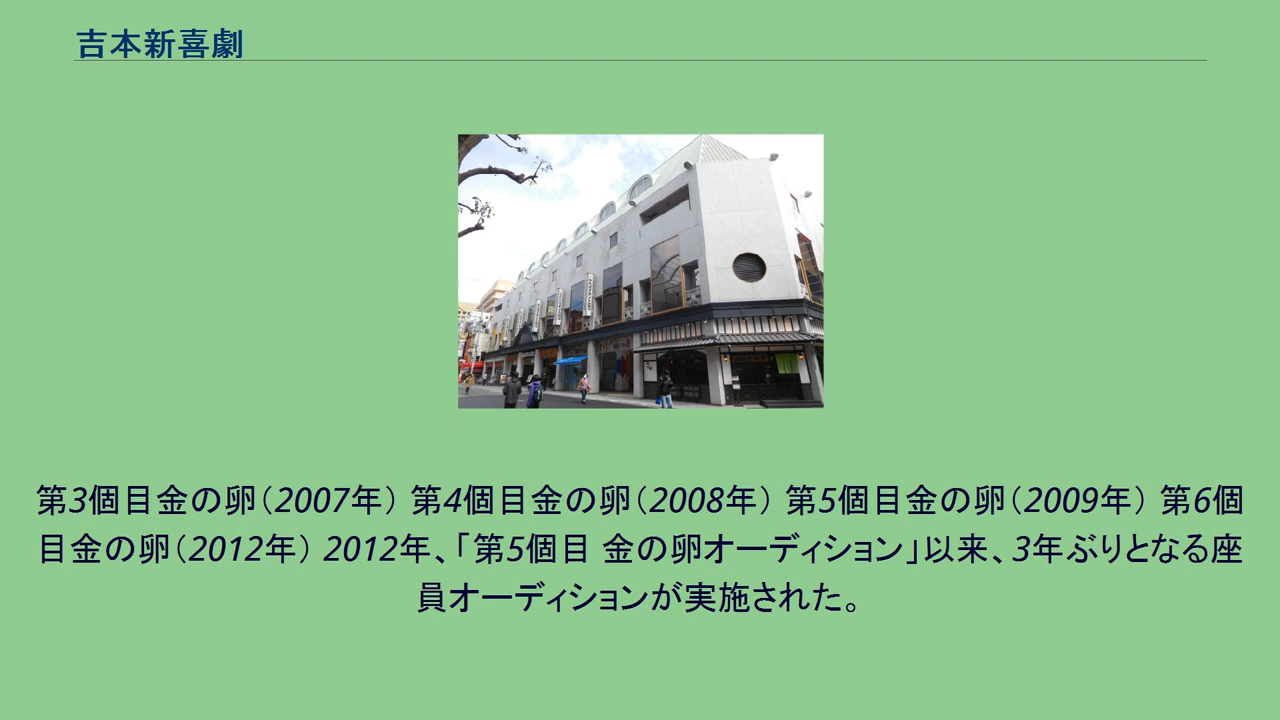 吉本新喜劇
第3個目金の卵（2007年） 第4個目金の卵（2008年） 第5個目金の卵（2009年） 第6個
目金の卵（2012年） 2012年、「第5個目 金の卵オーディション」以来、3年ぶりとなる座
員オーディションが実施された。